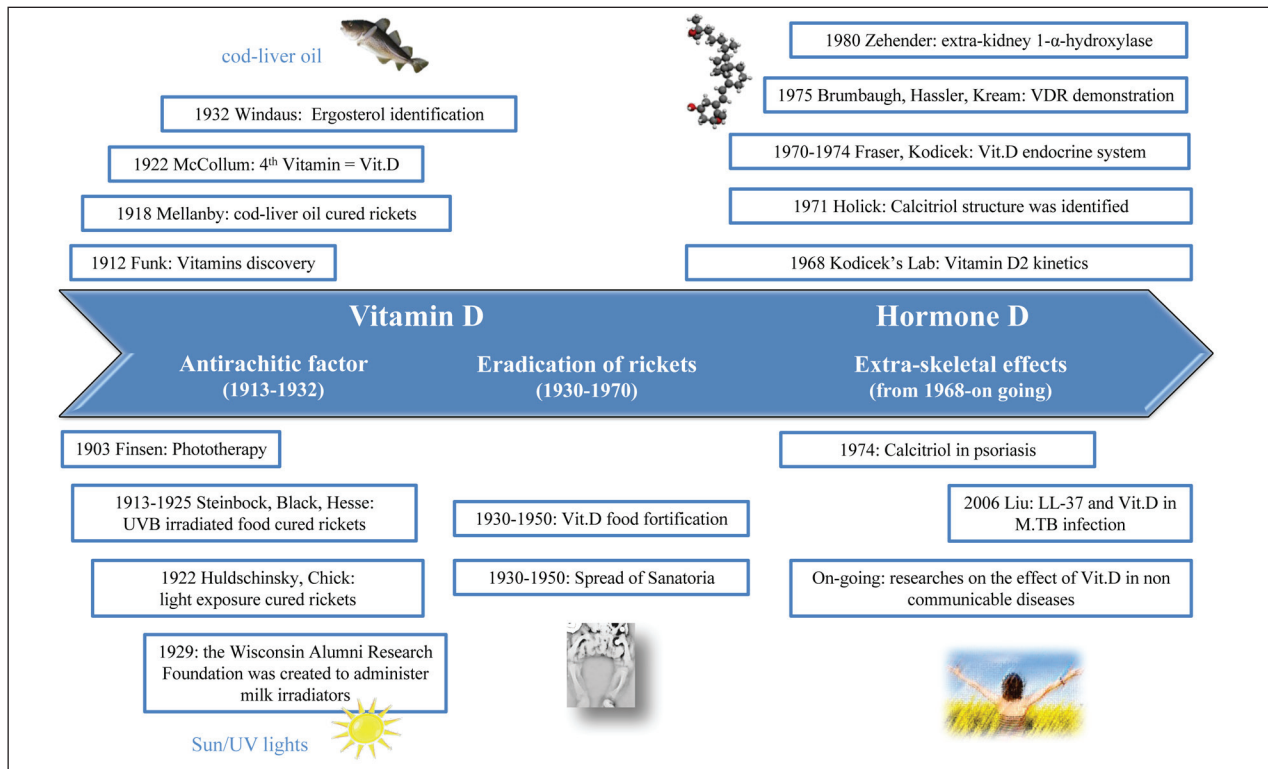 cod-liver oil
1932 Windaus: Ergosterol identification
1922 McCollum: 4th Vitamin = Vit.D
1918 Mellanby: cod-liver oil cured rickets
1912 Funk: Vitamins discovery
1980 Zehender: extra-kidney 1-α-hydroxylase
1975 Brumbaugh, Hassler, Kream: VDR demonstration
1970-1974 Fraser, Kodicek: Vit.D endocrine system
1971 Holick: Calcitriol structure was identified
1968 Kodicek’s Lab: Vitamin D2 kinetics
Vitamin D
Hormone D
Antirachitic factor
(1913-1932)
Eradication of rickets
(1930-1970)
Extra-skeletal effects
(from 1968-on going)
1903 Finsen: Phototherapy
1913-1925 Steinbock, Black, Hesse:
UVB irradiated food cured rickets
1922 Huldschinsky, Chick:
light exposure cured rickets
1929: the Wisconsin Alumni Research
Foundation was created to administer
milk irradiators
Sun/UV lights
1930-1950: Vit.D food fortification
1930-1950: Spread of Sanatoria
1974: Calcitriol in psoriasis
2006 Liu: LL-37 and Vit.D in
M.TB infection
On-going: researches on the effect of Vit.D in non
communicable diseases